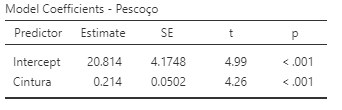 Model Coefficients - Pescoço
Predictor Estimate SE t p
Intercept 20.814 4.1748 4.99 < .001
Cintura 0.214 0.0502 4.26 < .001